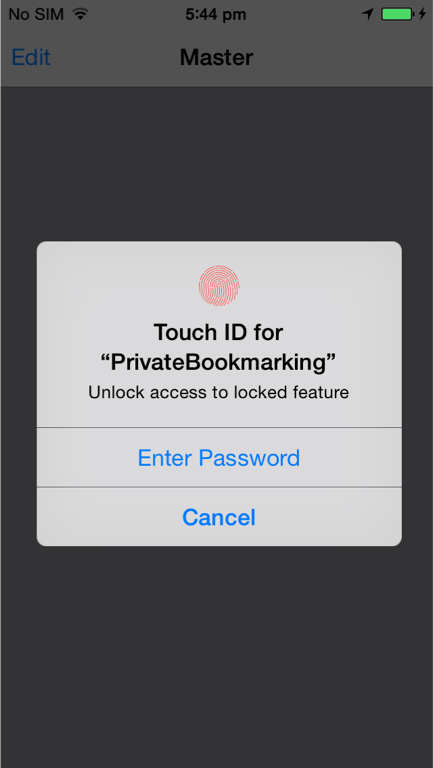 No SIM 5:44 pm
Edit Master
Touch ID for
“PrivateBookmarking”
Unlock access to locked feature
Enter Password
Cancel